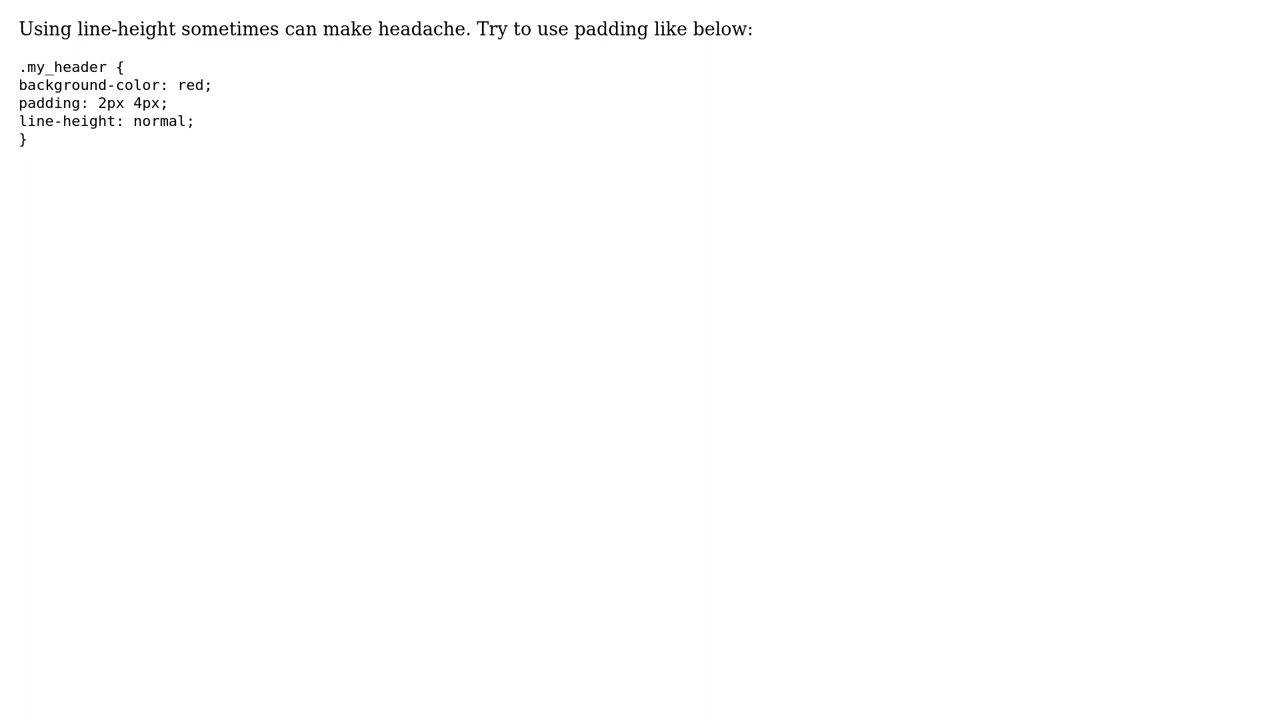 Using line-height sometimes can make headache. Try to use padding like below:
.my_header {
background-color: red;
padding: 2px 4px;
line-height: normal;
}